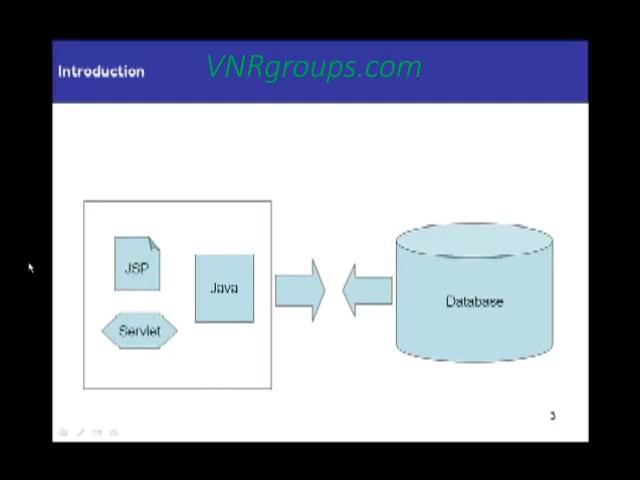 Introduction
VNRgroups.com
JSP
Java
Servlet
Database
3